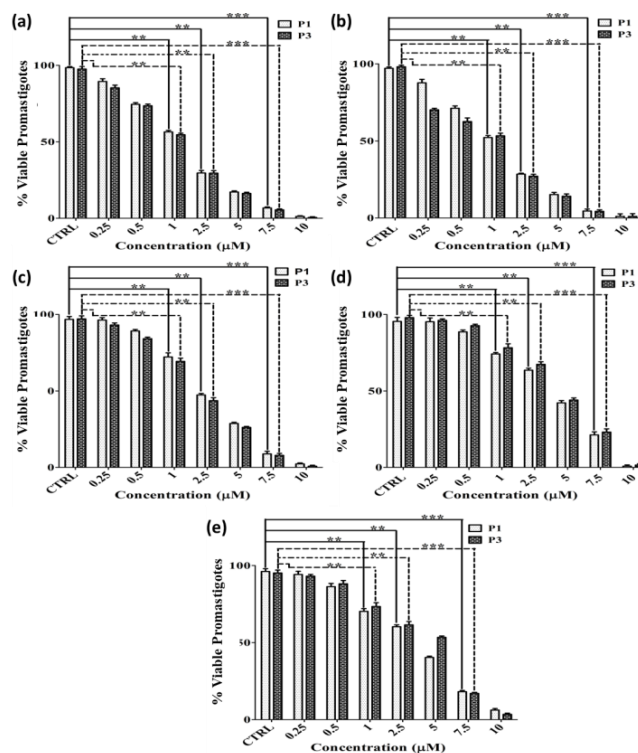 (a)
*** P1
** P3
** ***
**
**
100
50
0
% Viable Promastigotes
CTRL 0.25 0.5 1 2.5 5 7.5 10
Concentration (μM)
(b)
*** P1
** P3
** ***
**
**
100
50
0
% Viable Promastigotes
CTRL 0.25 0.5 1 2.5 5 7.5 10
Concentration (μM)
(c)
*** P1
** P3
** ***
**
**
100
0
0
% Viable Promastigotes
CTRL 0.25 0.5 1 2.5 5 7.5 10
Concentration (μM)
(d)
*** P1
** P3
** ***
**
**
100
50
0
% Viable Promastigotes
CTRL 0.25 0.5 1 2.5 5 7.5 10
Concentration (μM)
(e)
*** P1
** P3
** ***
**
**
100
50
0
% Viable Promastigotes
CTRL 0.25 0.5 1 2.5 5 7.5 10
Concentration (μM)